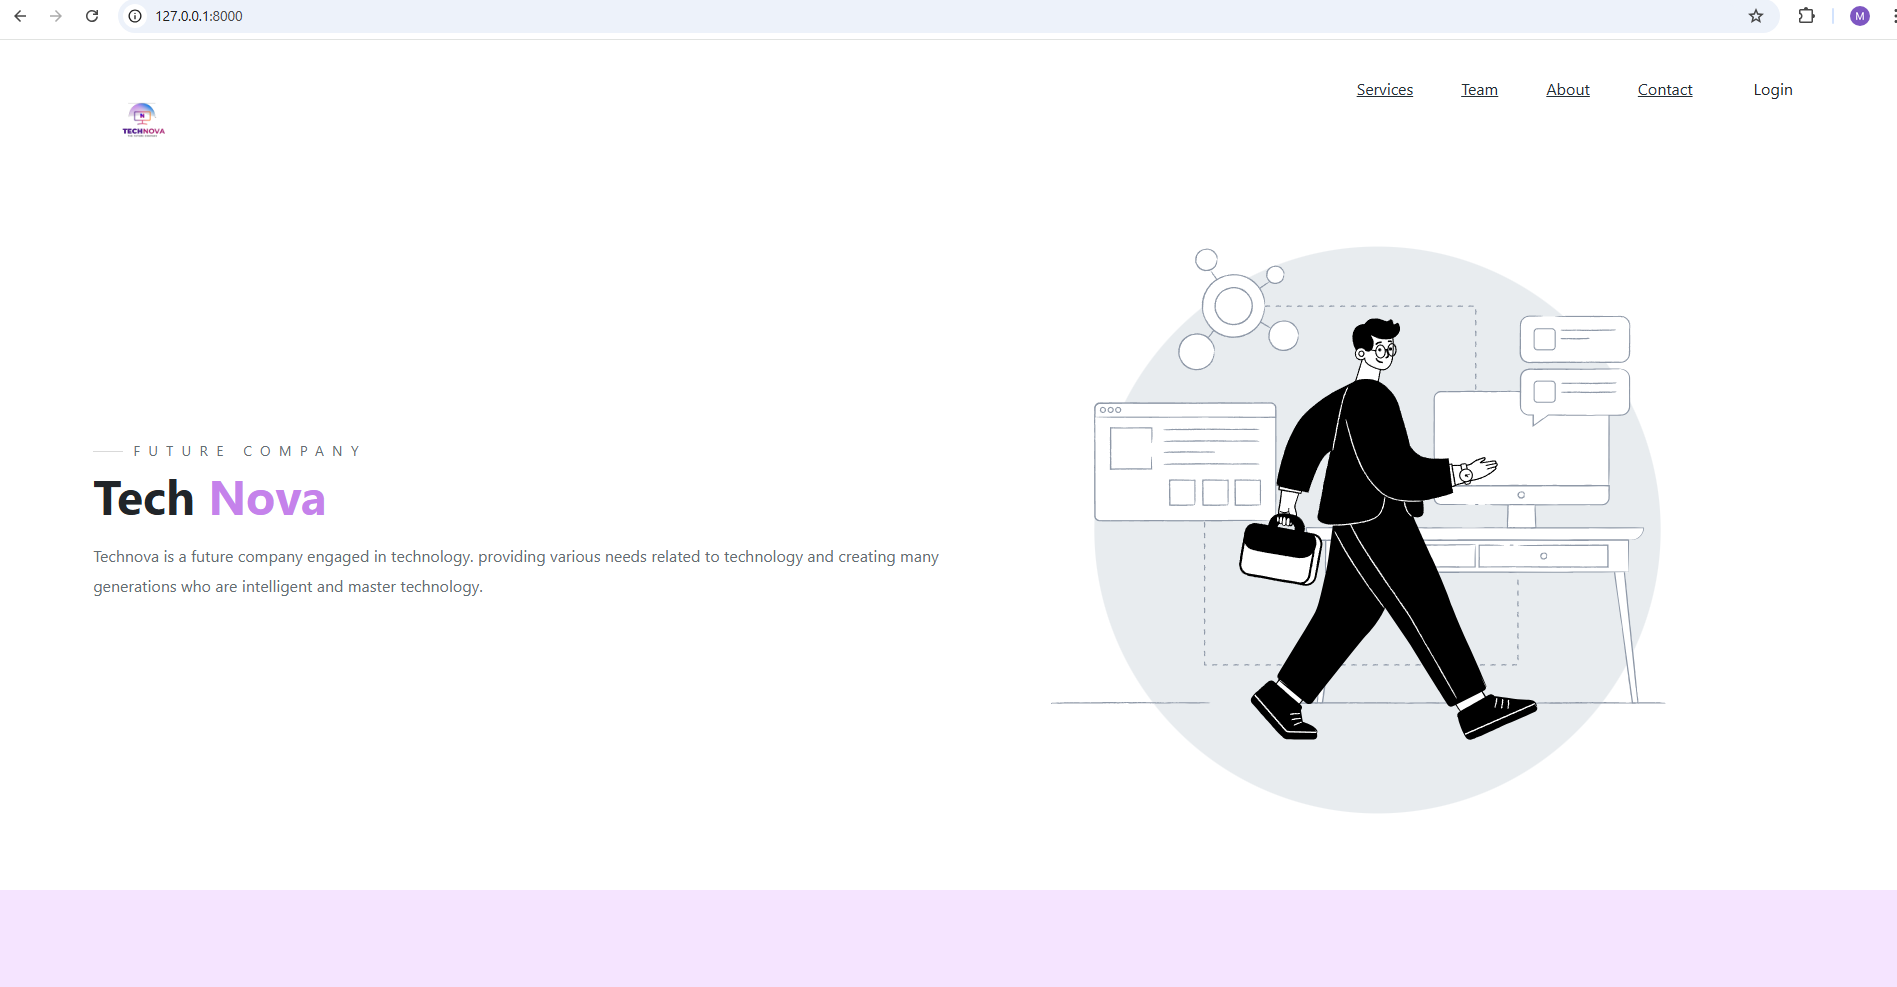 127.0.0.1:8000
M
Services Team About Contact Login
TECHNOVA
FUTURE COMPANY
Tech Nova
Technova is a future company engaged in technology. providing various needs related to technology and creating many
generations who are intelligent and master technology.